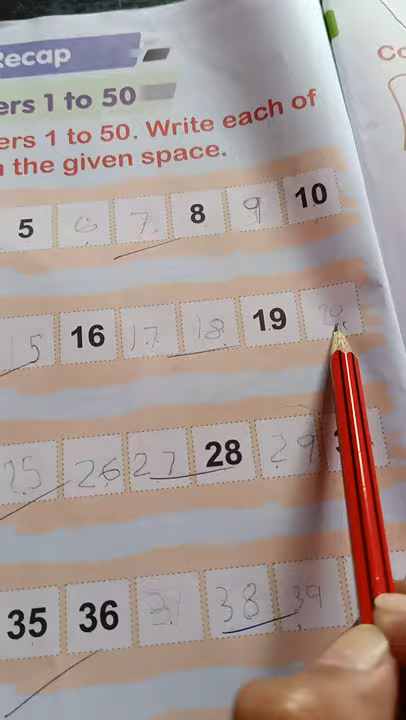 Recap
ers 1 to 50
ers 1 to 50. Write each of
the given space.
5 6 7 8 9 10
5 16 17 18 19 20
25 26 27 28 29
35 36 38 39